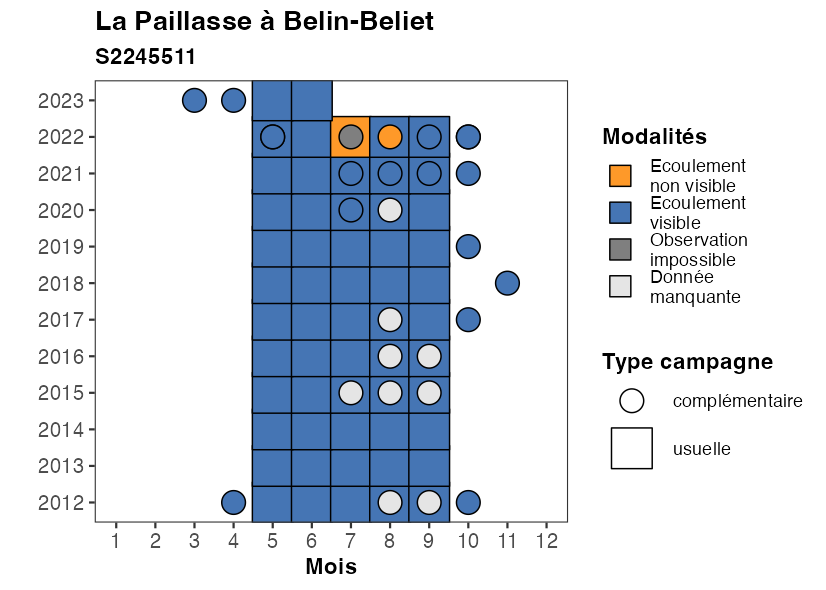 La Paillasse à Belin-Beliet
S2245511
2023
2022
2021
2020
2019
2018
2017
2016
2015
2014
2013
2012
1 2 3 4 5 6 7 8 9 10 11 12
Mois
Modalités
Ecoulement
non visible
Ecoulement
visible
Observation
impossible
Donnée
manquante
Type campagne
complémentaire
usuelle